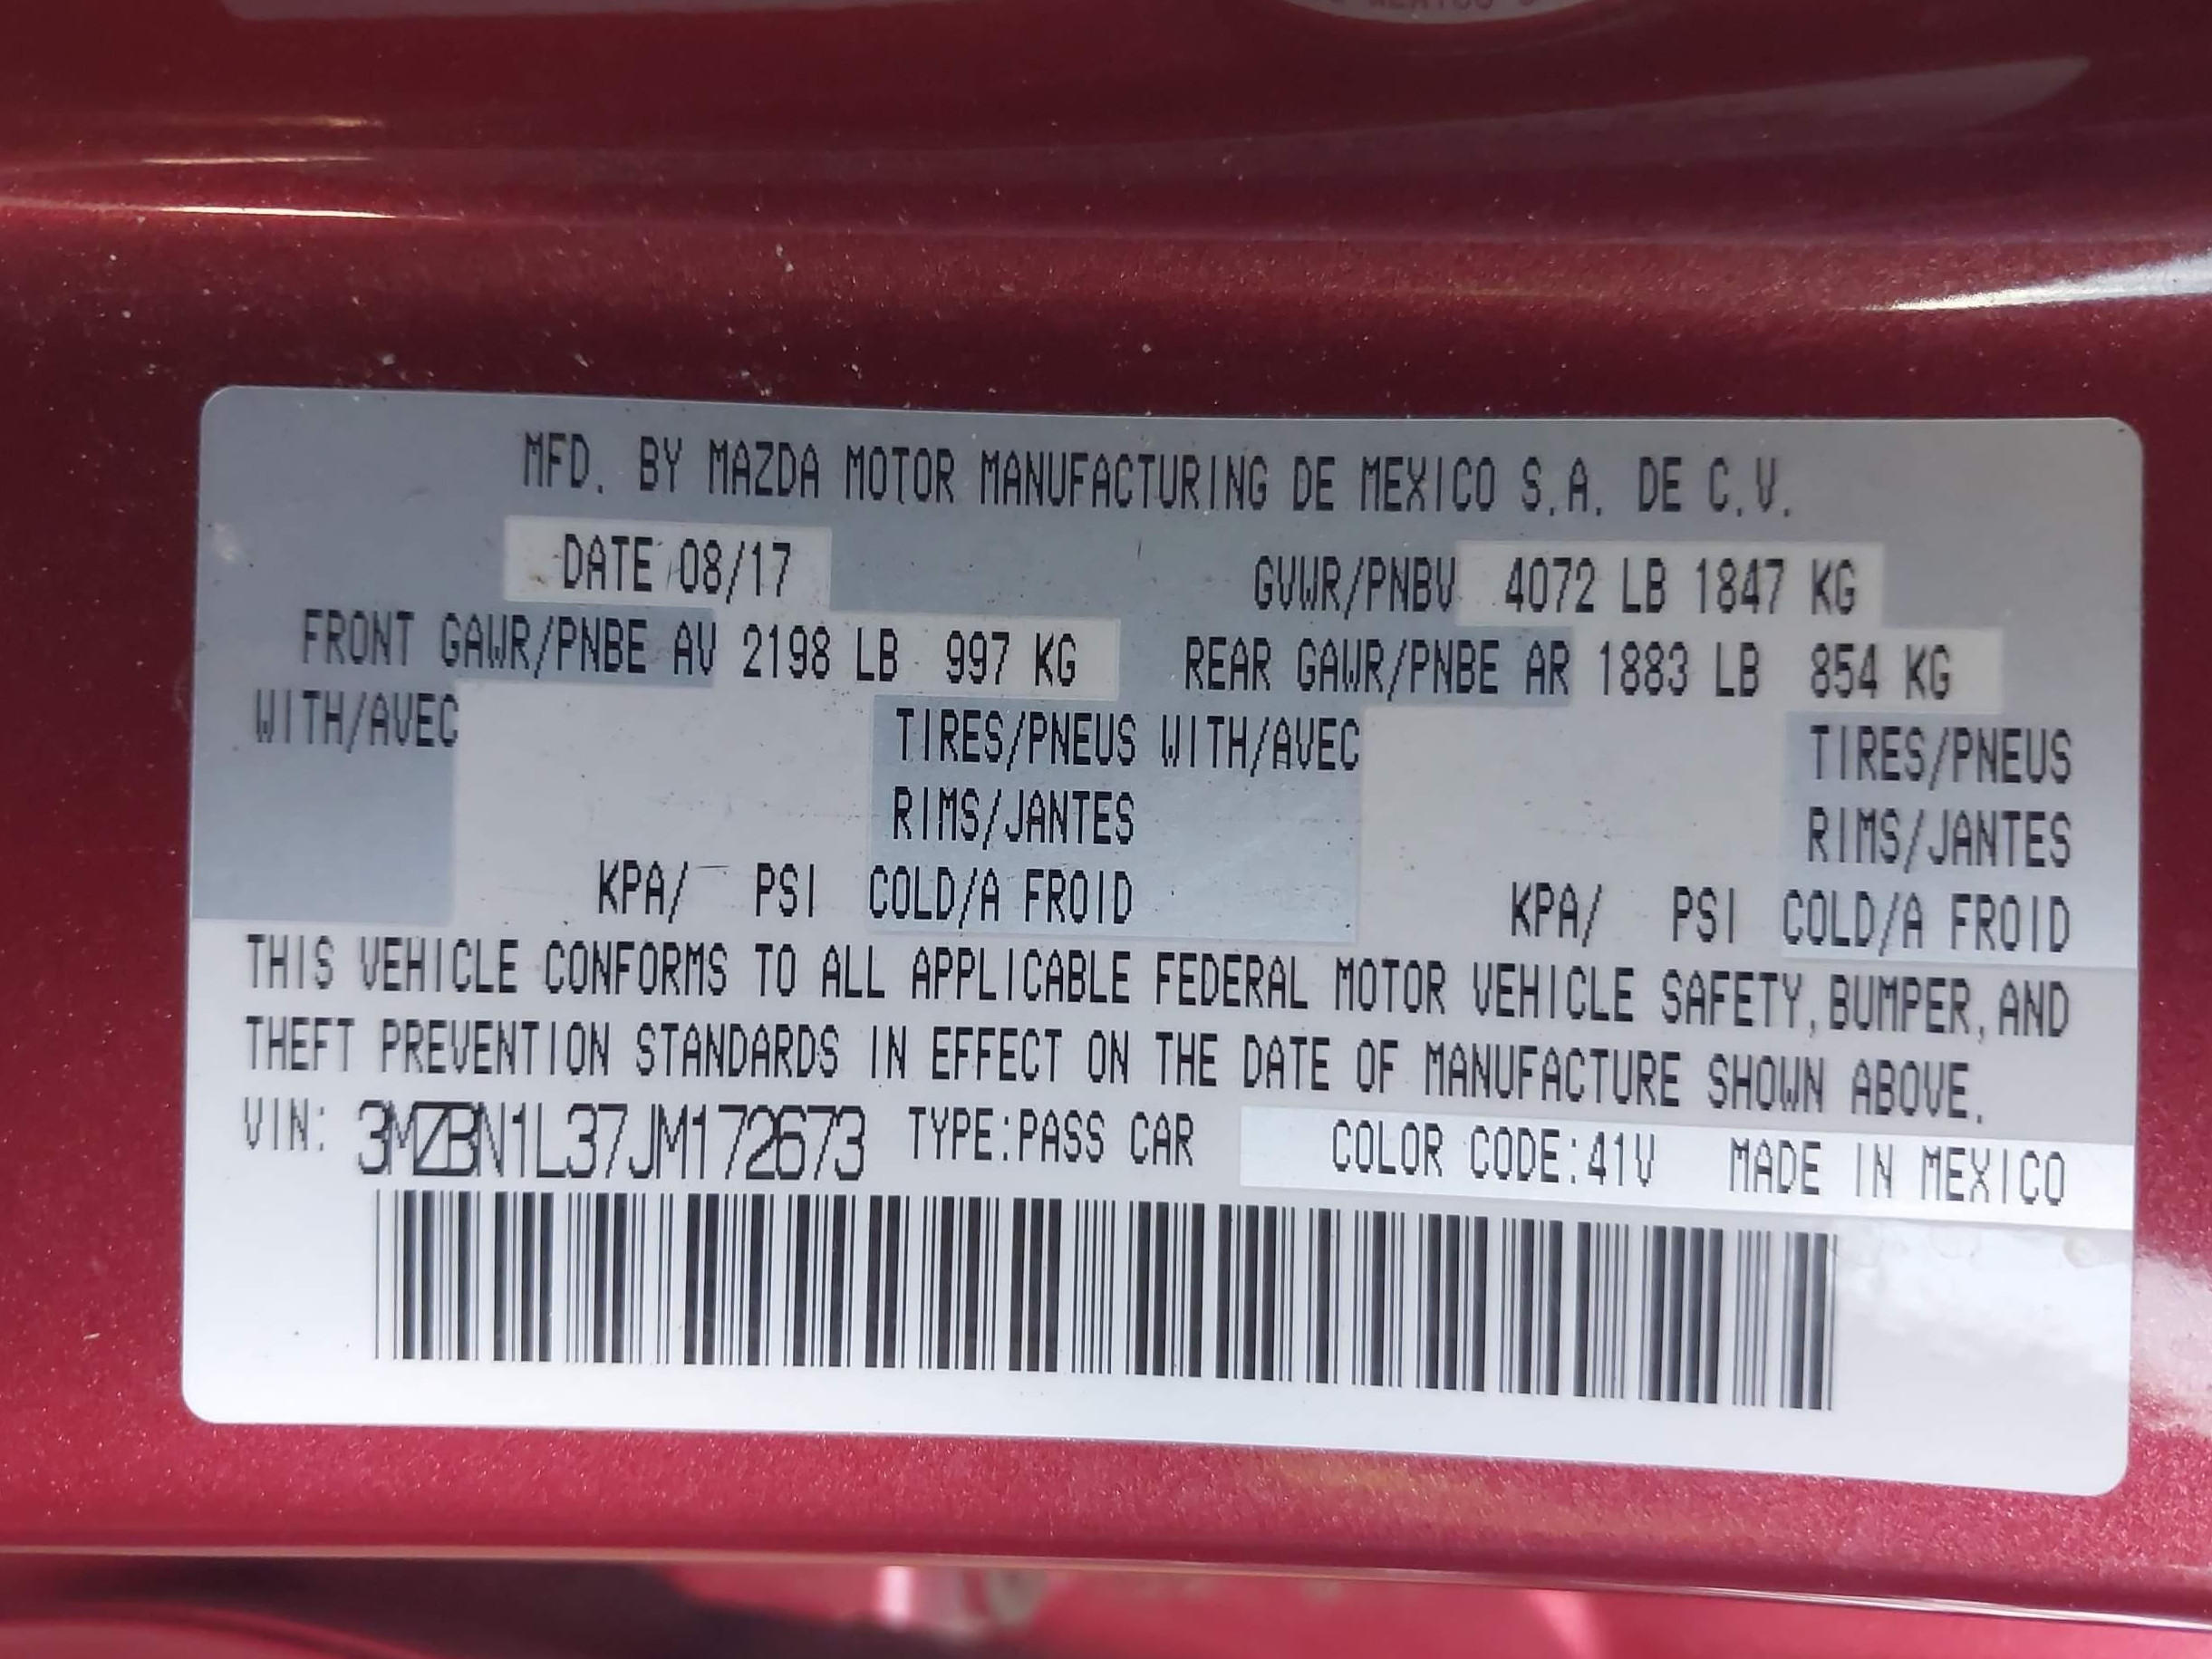 MFD. BY MAZDA MOTOR MANUFACTURING DE MEXICO S.A. DE C.V.
DATE 08/17 GVWR/PNBV 4072 LB 1847 KG
FRONT GAWR/PNBE AV 2198 LB 997 KG REAR GAWR/PNBE AR 1883 LB 854 KG
WITH/AVEC TIRES/PNEUS WITH/AVEC TIRES/PNEUS
RIMS/JANTES RIMS/JANTES
KPA/ PSI COLD/A FROID KPA/ PSI COLD/A FROID
THIS VEHICLE CONFORMS TO ALL APPLICABLE FEDERAL MOTOR VEHICLE SAFETY,BUMPER,AND
THEFT PREVENTION STANDARDS IN EFFECT ON THE DATE OF MANUFACTURE SHOWN ABOVE.
VIN: 3MZBN1L37JM172673 TYPE:PASS CAR COLOR CODE:41V MADE IN MEXICO